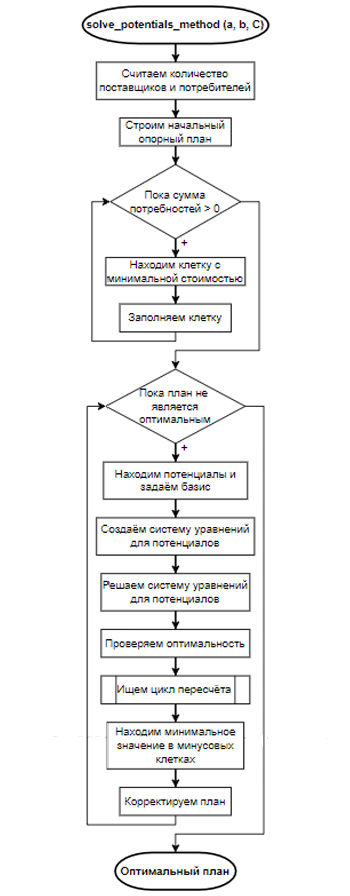 solve_potentials_method (a, b, C)
Считаем количество
поставщиков и потребителей
Строим начальный
опорный план
Пока сумма
потребностей > 0
+
Находим клетку с
минимальной стоимостью
Заполняем клетку
Пока план не
является
оптимальным
+
Находим потенциалы и
задаём базис
Создаём систему уравнений
для потенциалов
Решаем систему уравнений
для потенциалов
Проверяем оптимальность
Ищем цикл пересчёта
Находим минимальное
значение в минусовых
клетках
Корректируем план
Оптимальный план